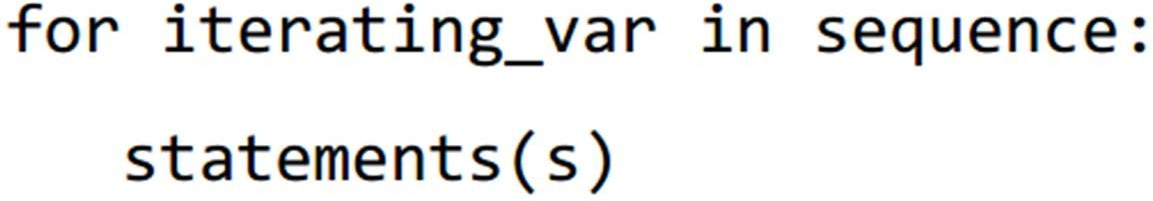 for iterating_var in sequence:
statements(s)